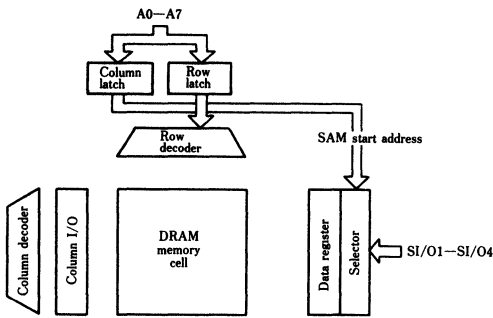 A0—A7
Column
latch
Row
latch
Row
decoder
SAM start address
Column decoder
Column I/O
DRAM
memory
cell
Data register
Selector
SI/O1—SI/O4